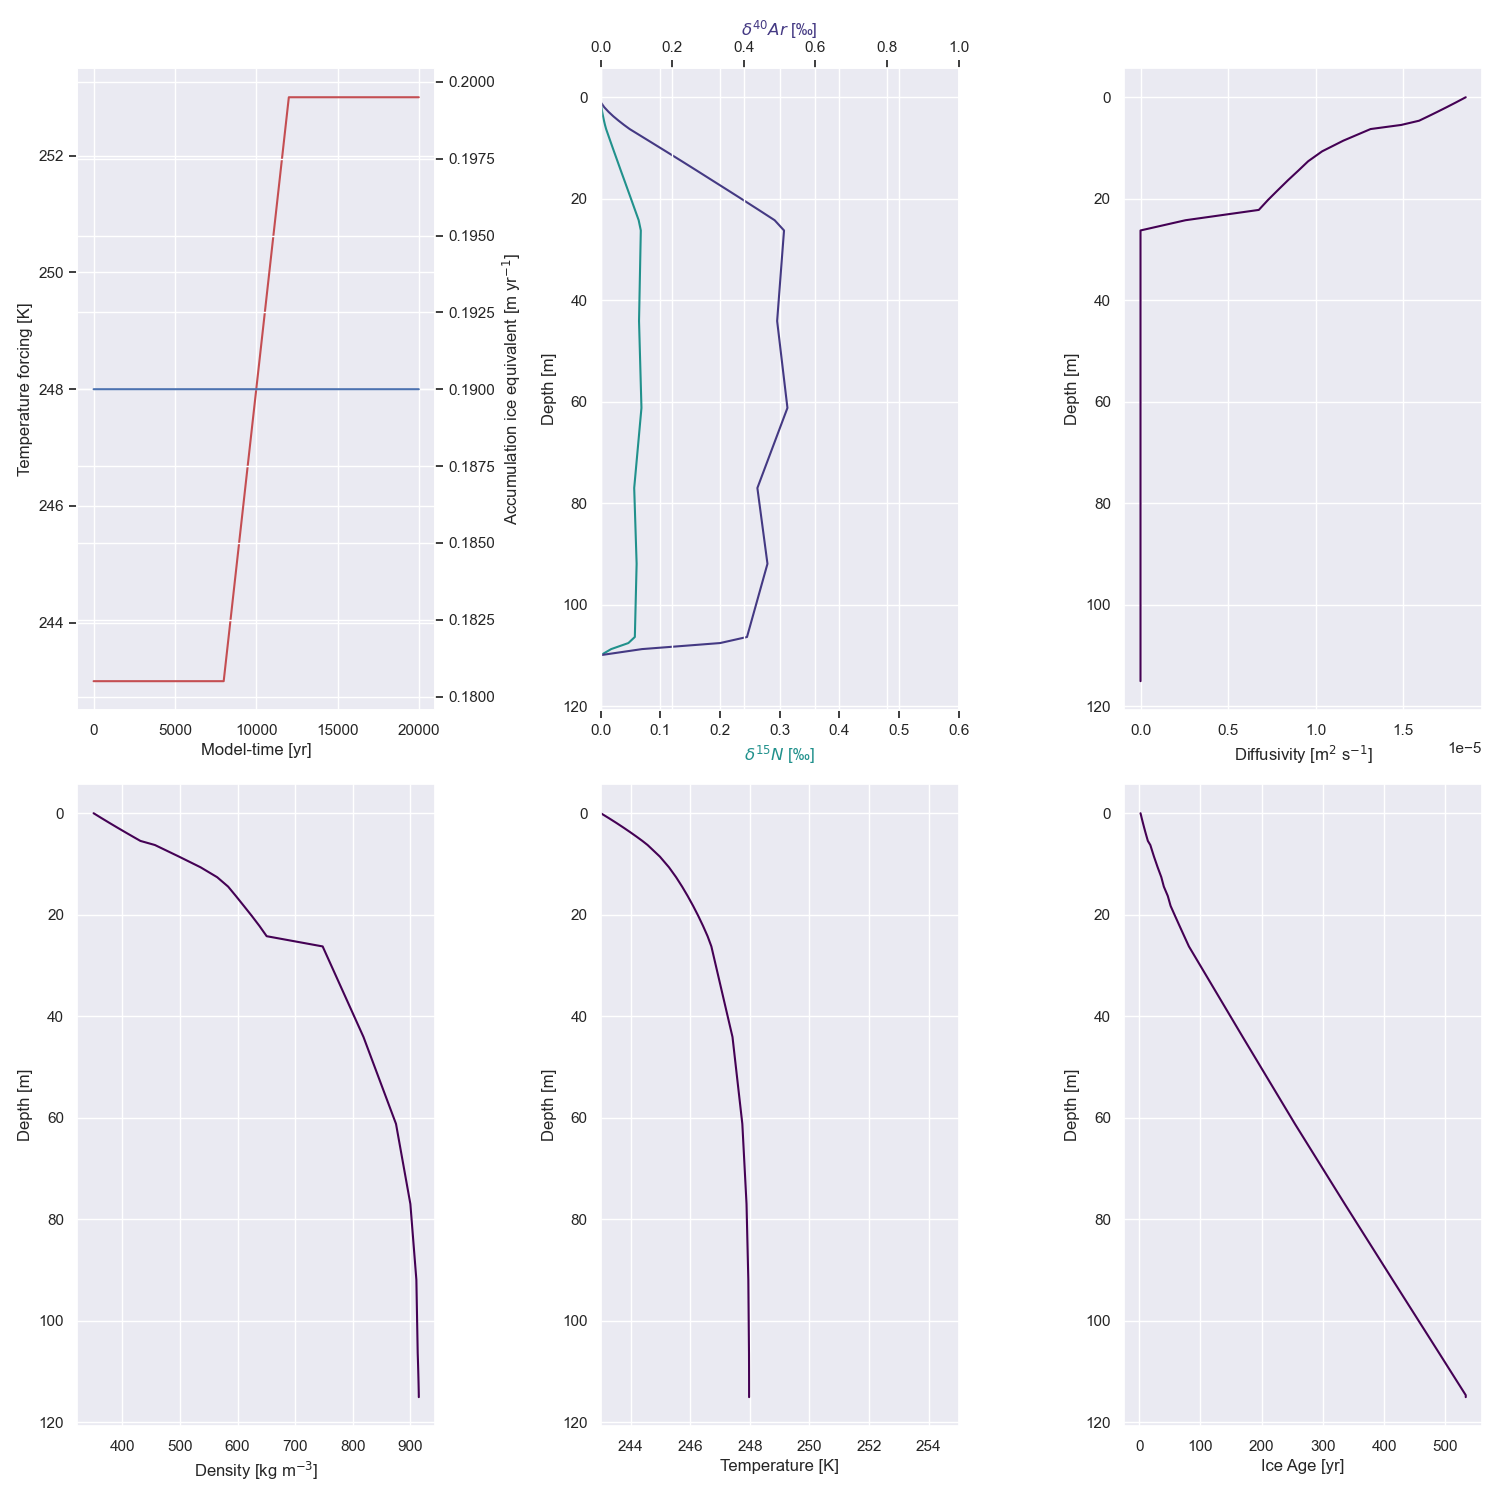 δ⁴⁰Ar [‰]
0.0 0.2 0.4 0.6 0.8 1.0
Temperature forcing [K]
252
250
248
246
244
0.2000
0.1975
0.1950
0.1925
0.1900
0.1875
0.1850
0.1825
0.1800
Accumulation ice equivalent [m yr⁻¹]
0 5000 10000 15000 20000
Model-time [yr]
Depth [m]
0
20
40
60
80
100
120
0.0 0.1 0.2 0.3 0.4 0.5 0.6
δ¹⁵N [‰]
Depth [m]
0
20
40
60
80
100
120
0.0 0.5 1.0 1.5
1e−5
Diffusivity [m² s⁻¹]
Depth [m]
0
20
40
60
80
100
120
400 500 600 700 800 900
Density [kg m⁻³]
Depth [m]
0
20
40
60
80
100
120
244 246 248 250 252 254
Temperature [K]
Depth [m]
0
20
40
60
80
100
120
0 100 200 300 400 500
Ice Age [yr]